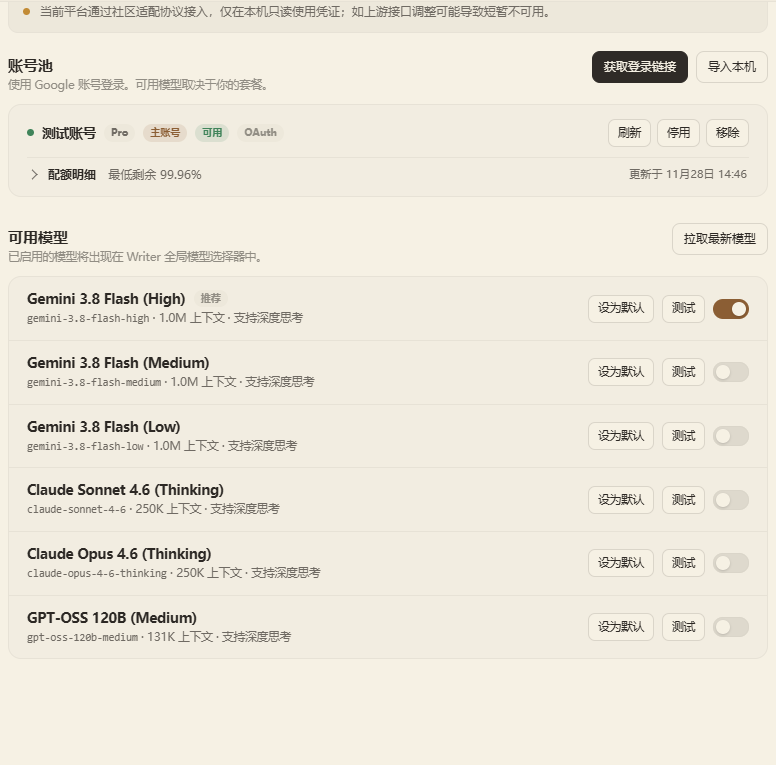 当前平台通过社区适配协议接入，仅在本机只读使用凭证；如上游接口调整可能导致短暂不可用。
账号池
使用 Google 账号登录。可用模型取决于你的套餐。
获取登录链接 导入本机
测试账号 Pro 主账号 可用 OAuth 刷新 停用 移除
配额明细 最低剩余 99.96% 更新于 11月28日 14:46
可用模型
已启用的模型将出现在 Writer 全局模型选择器中。
拉取最新模型
Gemini 3.8 Flash (High) 推荐
gemini-3.8-flash-high · 1.0M 上下文 · 支持深度思考
设为默认 测试
Gemini 3.8 Flash (Medium)
gemini-3.8-flash-medium · 1.0M 上下文 · 支持深度思考
设为默认 测试
Gemini 3.8 Flash (Low)
gemini-3.8-flash-low · 1.0M 上下文 · 支持深度思考
设为默认 测试
Claude Sonnet 4.6 (Thinking)
claude-sonnet-4-6 · 250K 上下文 · 支持深度思考
设为默认 测试
Claude Opus 4.6 (Thinking)
claude-opus-4-6-thinking · 250K 上下文 · 支持深度思考
设为默认 测试
GPT-OSS 120B (Medium)
gpt-oss-120b-medium · 131K 上下文 · 支持深度思考
设为默认 测试